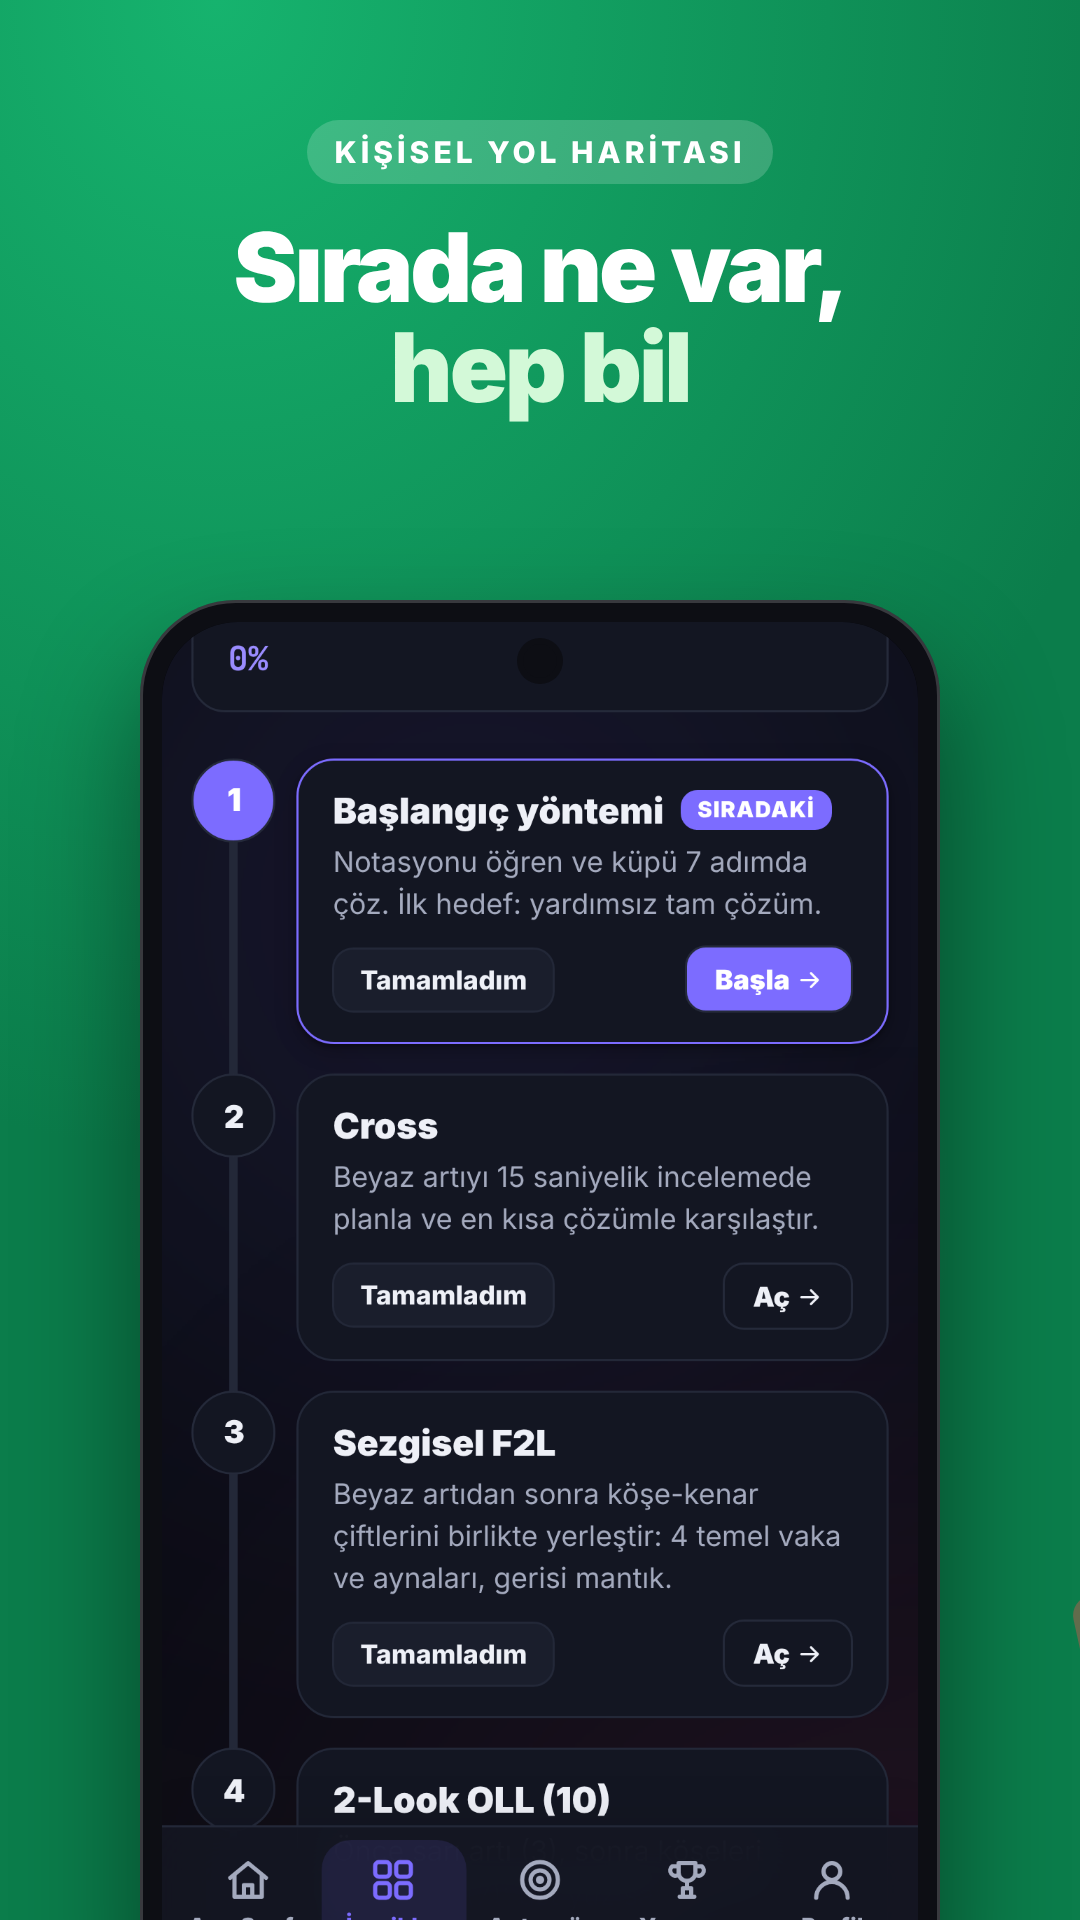 KİŞİSEL YOL HARİTASI
Sırada ne var,
hep bil
0%
1
Başlangıç yöntemi SIRADAKİ
Notasyonu öğren ve küpü 7 adımda
çöz. İlk hedef: yardımsız tam çözüm.
Tamamladım Başla →
2
Cross
Beyaz artıyı 15 saniyelik incelemede
planla ve en kısa çözümle karşılaştır.
Tamamladım Aç →
3
Sezgisel F2L
Beyaz artıdan sonra köşe-kenar
çiftlerini birlikte yerleştir: 4 temel vaka
ve aynaları, gerisi mantık.
Tamamladım Aç →
4
2-Look OLL (10)